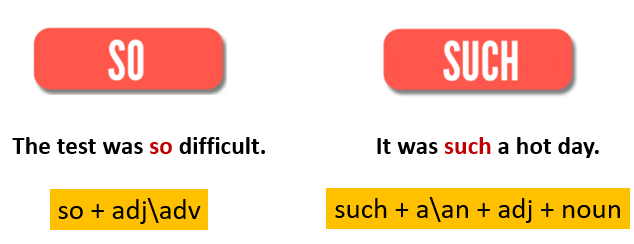 SO
SUCH
The test was so difficult.
It was such a hot day.
so + adj\adv
such + a\an + adj + noun